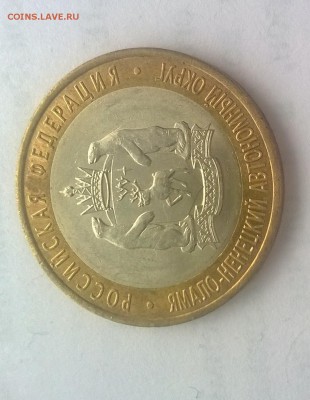 COINS.LAVE.RU
РОССИЙСКАЯ ФЕДЕРАЦИЯ
ЯМАЛО-НЕНЕЦКИЙ АВТОНОМНЫЙ ОКРУГ